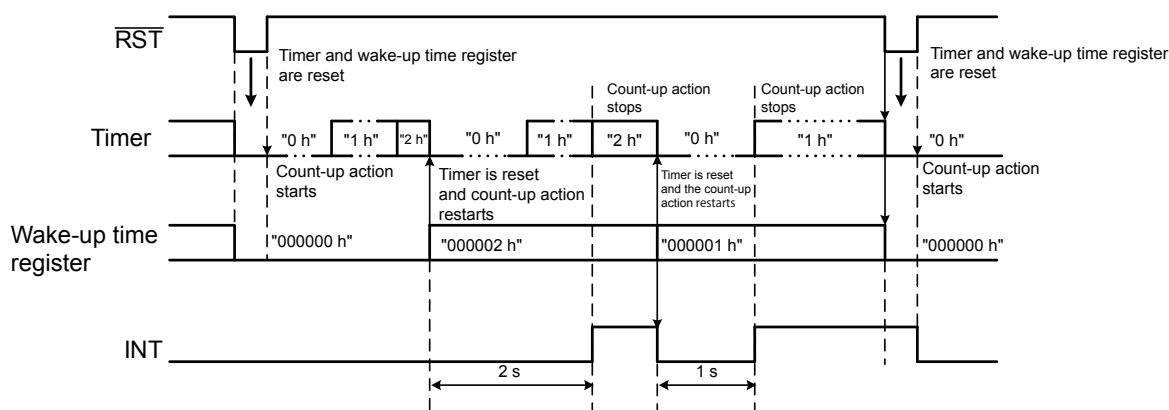 RST
Timer and wake-up time register
are reset
Timer and wake-up time register
are reset
Count-up action
stops
Count-up action
stops
Timer
"0 h"
"1 h"
"2 h"
"0 h"
"1 h"
"2 h"
"0 h"
"1 h"
"0 h"
Count-up action
starts
Timer is reset
and count-up action
restarts
Timer is reset
and the count-up
action restarts
Count-up action
starts
Wake-up time
register
"000000 h"
"000002 h"
"000001 h"
"000000 h"
INT
2 s
1 s